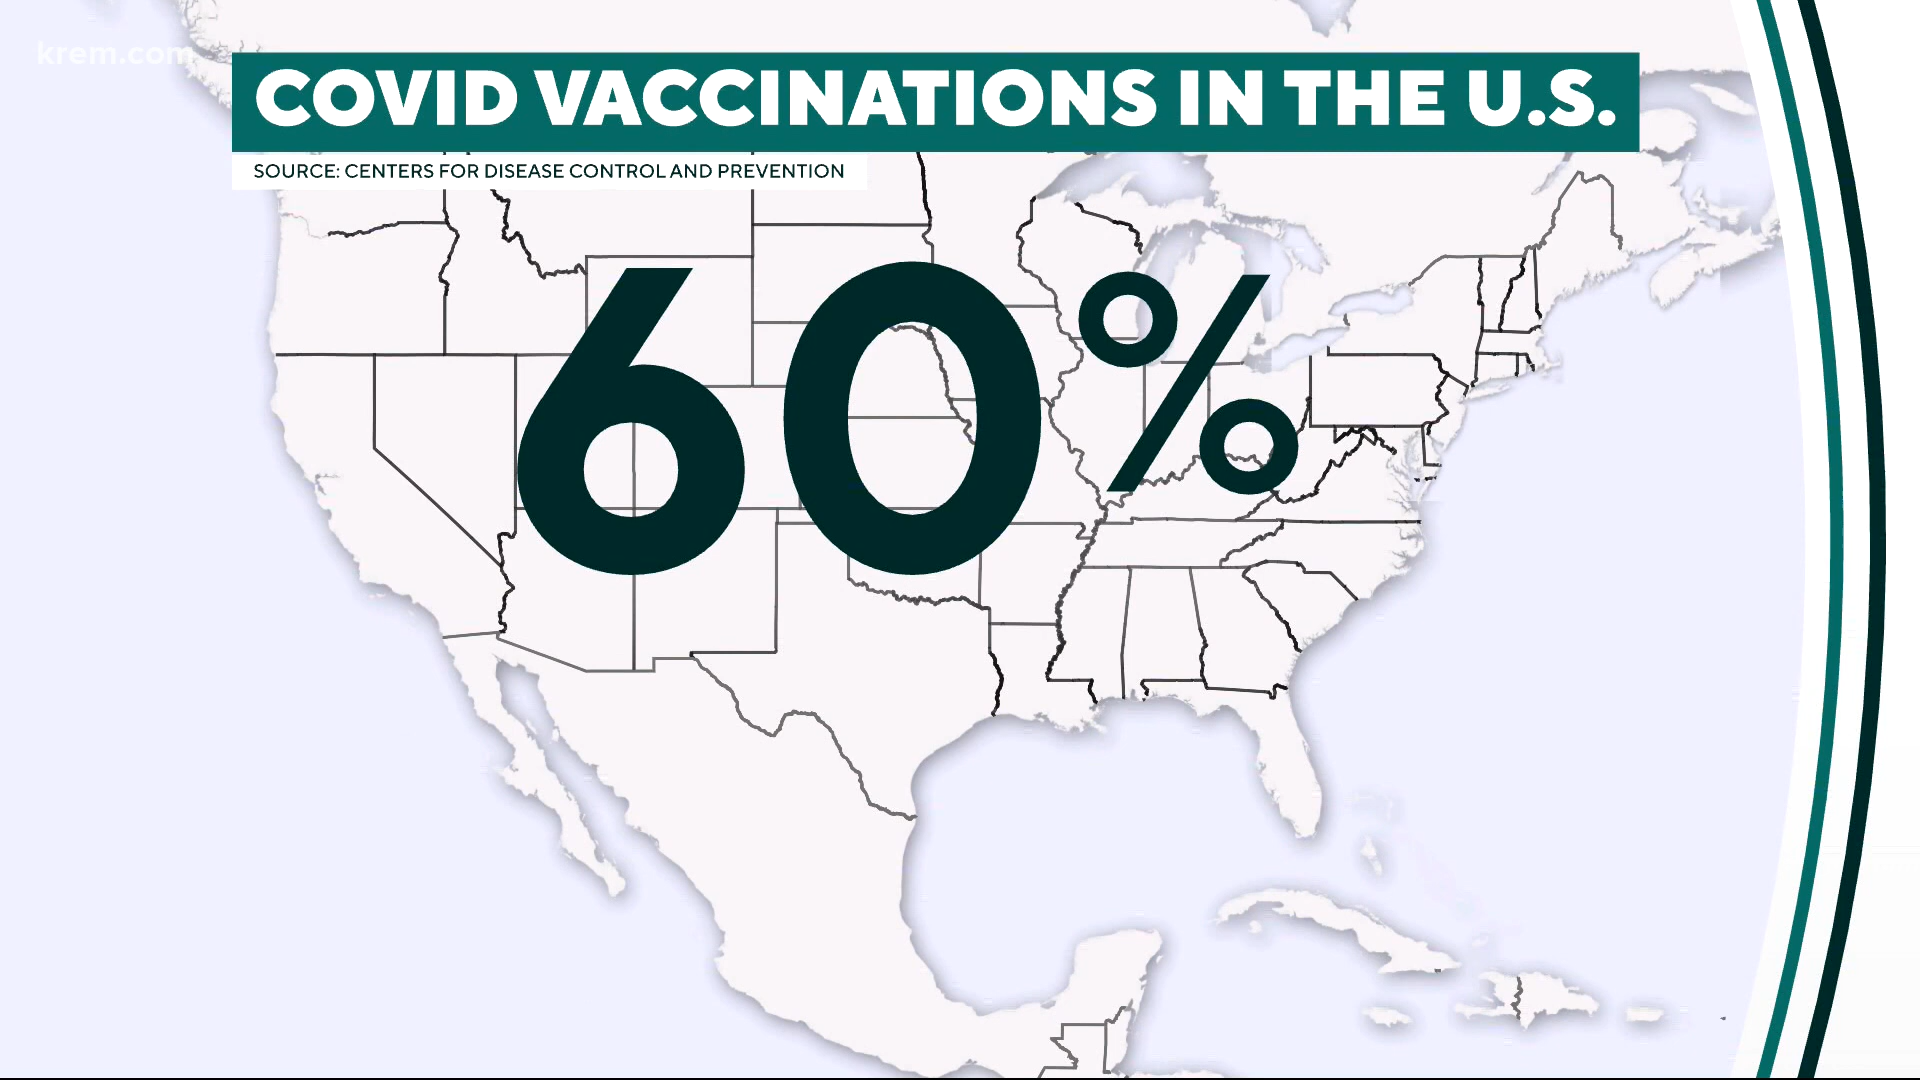 krem.com
COVID VACCINATIONS IN THE U.S.
SOURCE: CENTERS FOR DISEASE CONTROL AND PREVENTION
60%